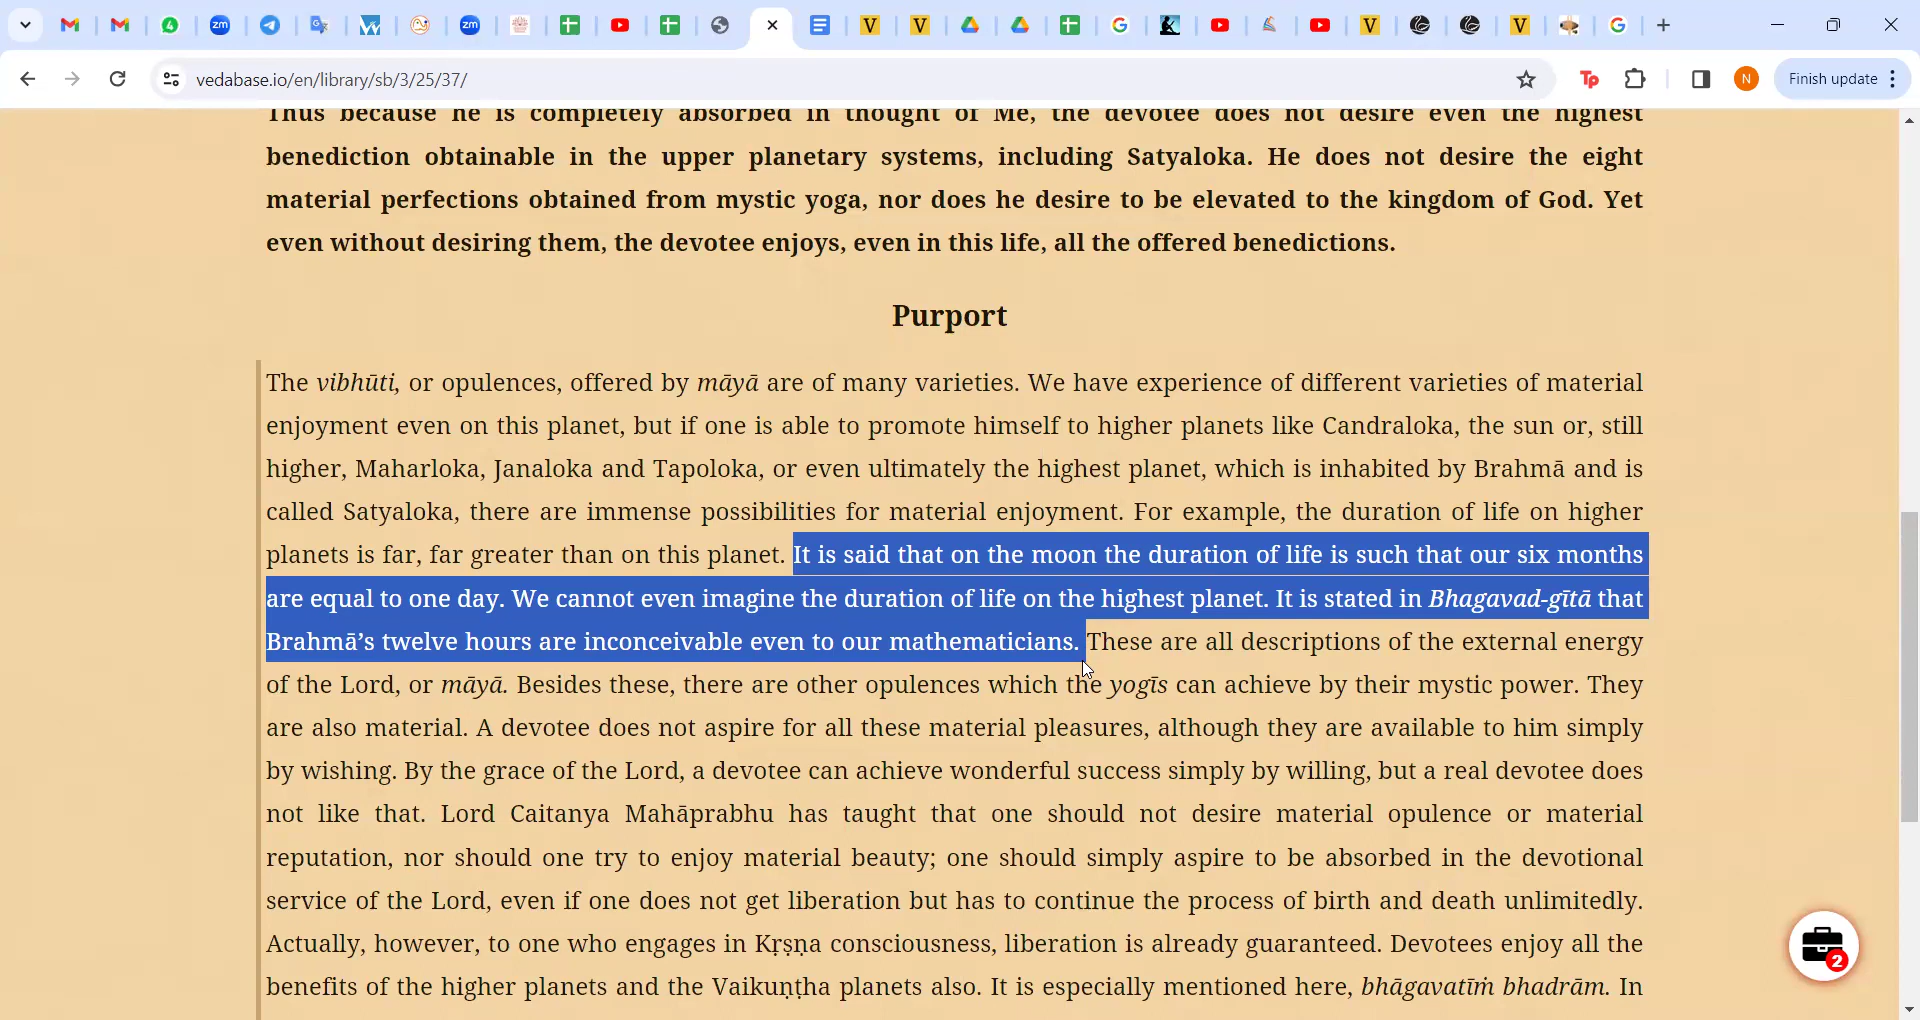 vedabase.io/en/library/sb/3/25/37/
Finish update
Thus because he is completely absorbed in thought of Me, the devotee does not desire even the highest
benediction obtainable in the upper planetary systems, including Satyaloka. He does not desire the eight
material perfections obtained from mystic yoga, nor does he desire to be elevated to the kingdom of God. Yet
even without desiring them, the devotee enjoys, even in this life, all the offered benedictions.
Purport
The vibhūti, or opulences, offered by māyā are of many varieties. We have experience of different varieties of material
enjoyment even on this planet, but if one is able to promote himself to higher planets like Candraloka, the sun or, still
higher, Maharloka, Janaloka and Tapoloka, or even ultimately the highest planet, which is inhabited by Brahmā and is
called Satyaloka, there are immense possibilities for material enjoyment. For example, the duration of life on higher
planets is far, far greater than on this planet. It is said that on the moon the duration of life is such that our six months
are equal to one day. We cannot even imagine the duration of life on the highest planet. It is stated in Bhagavad-gītā that
Brahmā’s twelve hours are inconceivable even to our mathematicians. These are all descriptions of the external energy
of the Lord, or māyā. Besides these, there are other opulences which the yogīs can achieve by their mystic power. They
are also material. A devotee does not aspire for all these material pleasures, although they are available to him simply
by wishing. By the grace of the Lord, a devotee can achieve wonderful success simply by willing, but a real devotee does
not like that. Lord Caitanya Mahāprabhu has taught that one should not desire material opulence or material
reputation, nor should one try to enjoy material beauty; one should simply aspire to be absorbed in the devotional
service of the Lord, even if one does not get liberation but has to continue the process of birth and death unlimitedly.
Actually, however, to one who engages in Kṛṣṇa consciousness, liberation is already guaranteed. Devotees enjoy all the
benefits of the higher planets and the Vaikuṇṭha planets also. It is especially mentioned here, bhāgavatīṁ bhadrām. In
2